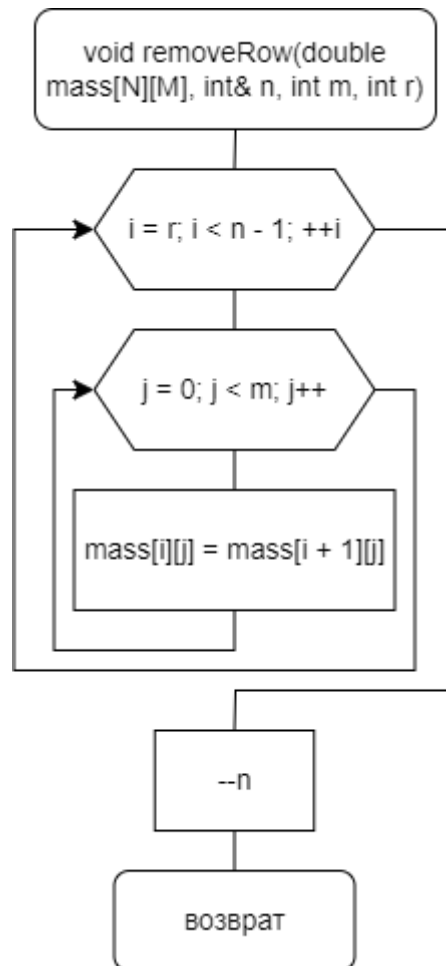 void removeRow(double
mass[N][M], int& n, int m, int r)
i = r; i < n - 1; ++i
j = 0; j < m; j++
mass[i][j] = mass[i + 1][j]
--n
возврат